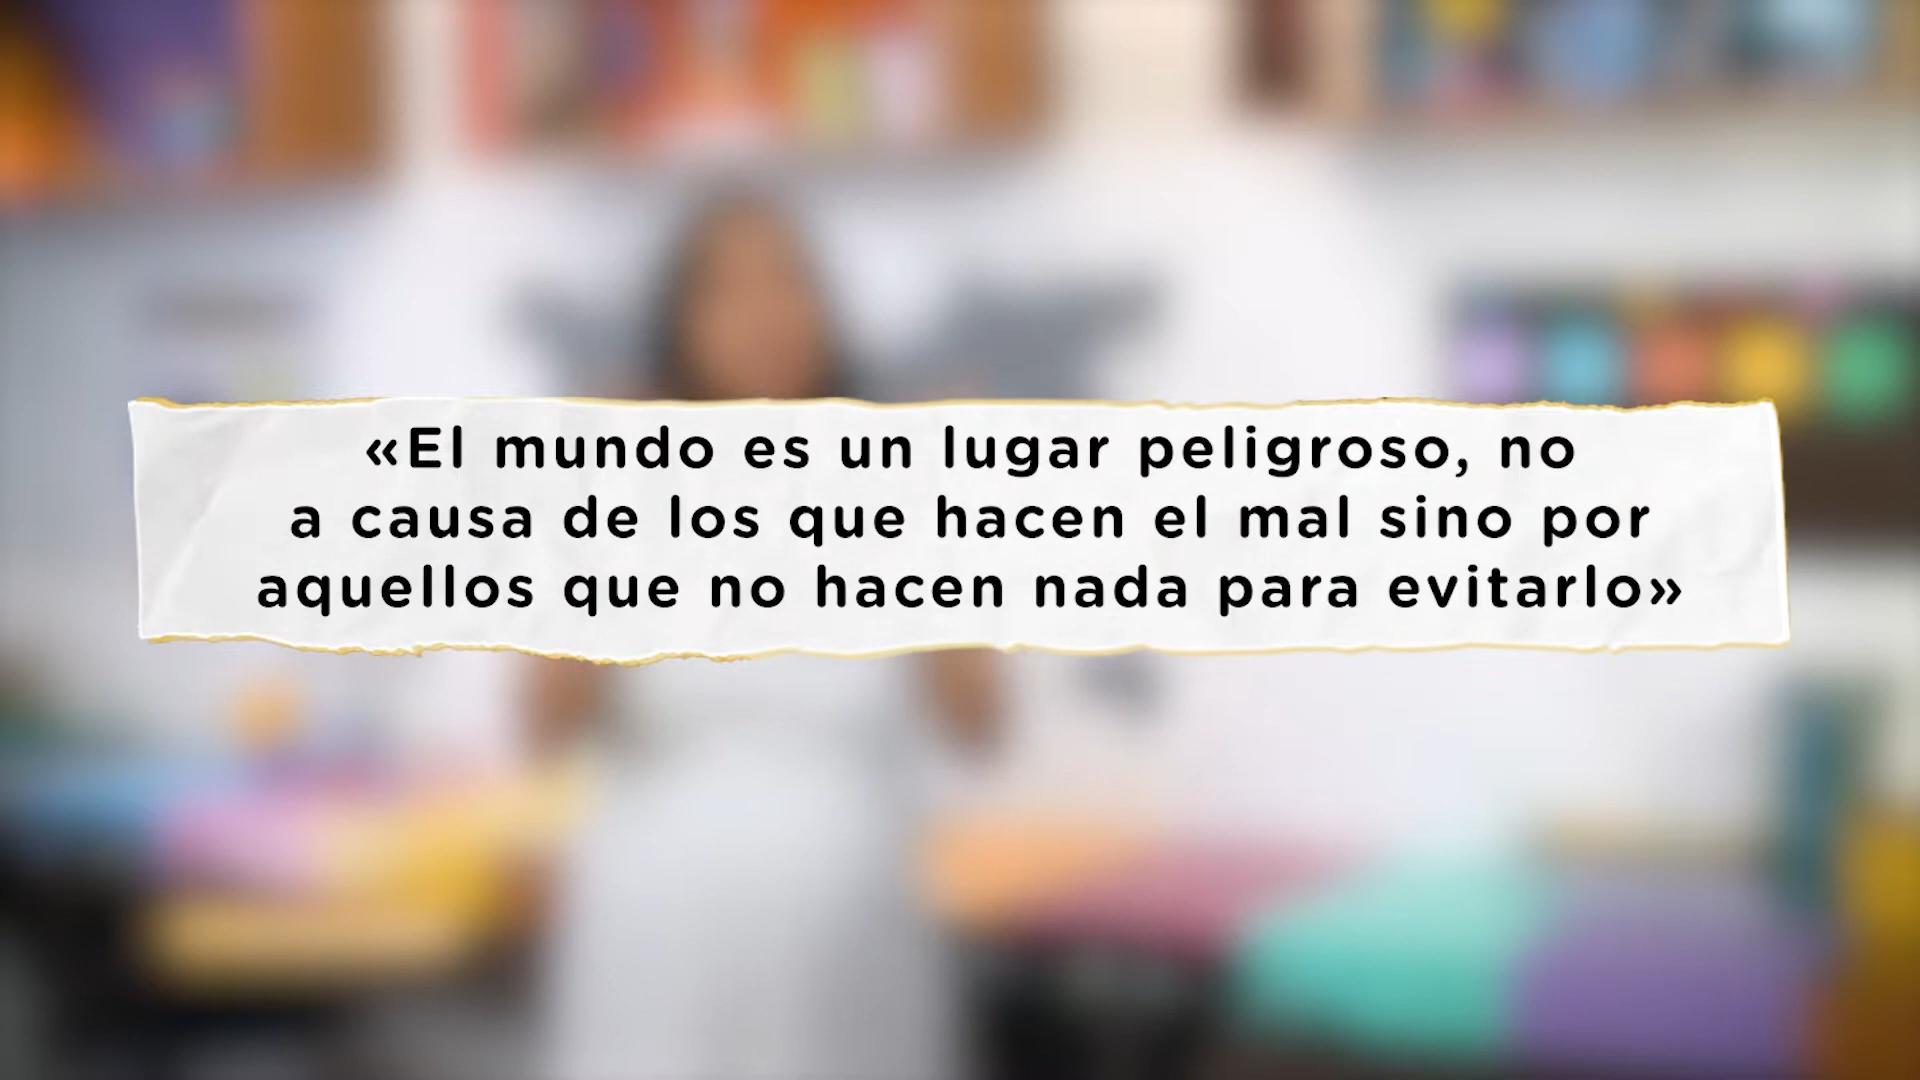 «El mundo es un lugar peligroso, no
a causa de los que hacen el mal sino por
aquellos que no hacen nada para evitarlo»